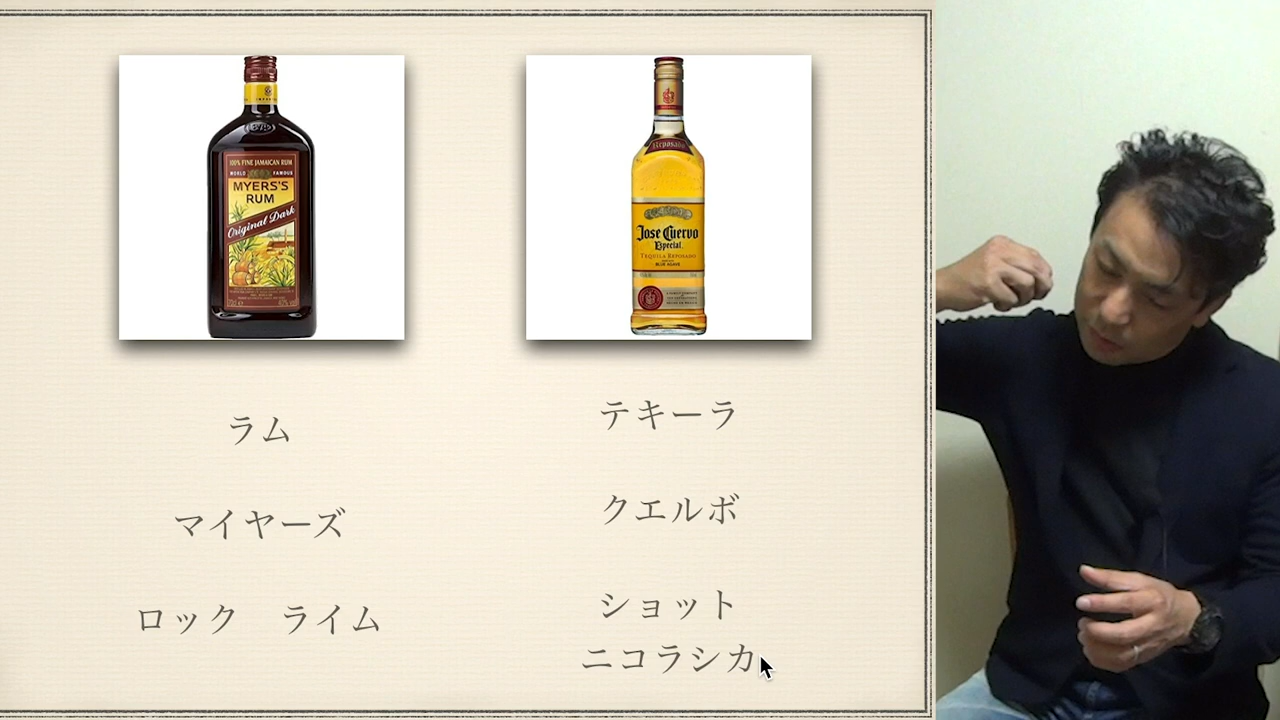 100% FINE JAMAICAN RUM
WORLD FAMOUS
MYERS'S
RUM
Original Dark
ラム
マイヤーズ
ロック ライム
Reposado
Jose Cuervo
Especial
TEQUILA REPOSADO
BLUE AGAVE
テキーラ
クエルボ
ショット
ニコラシカ